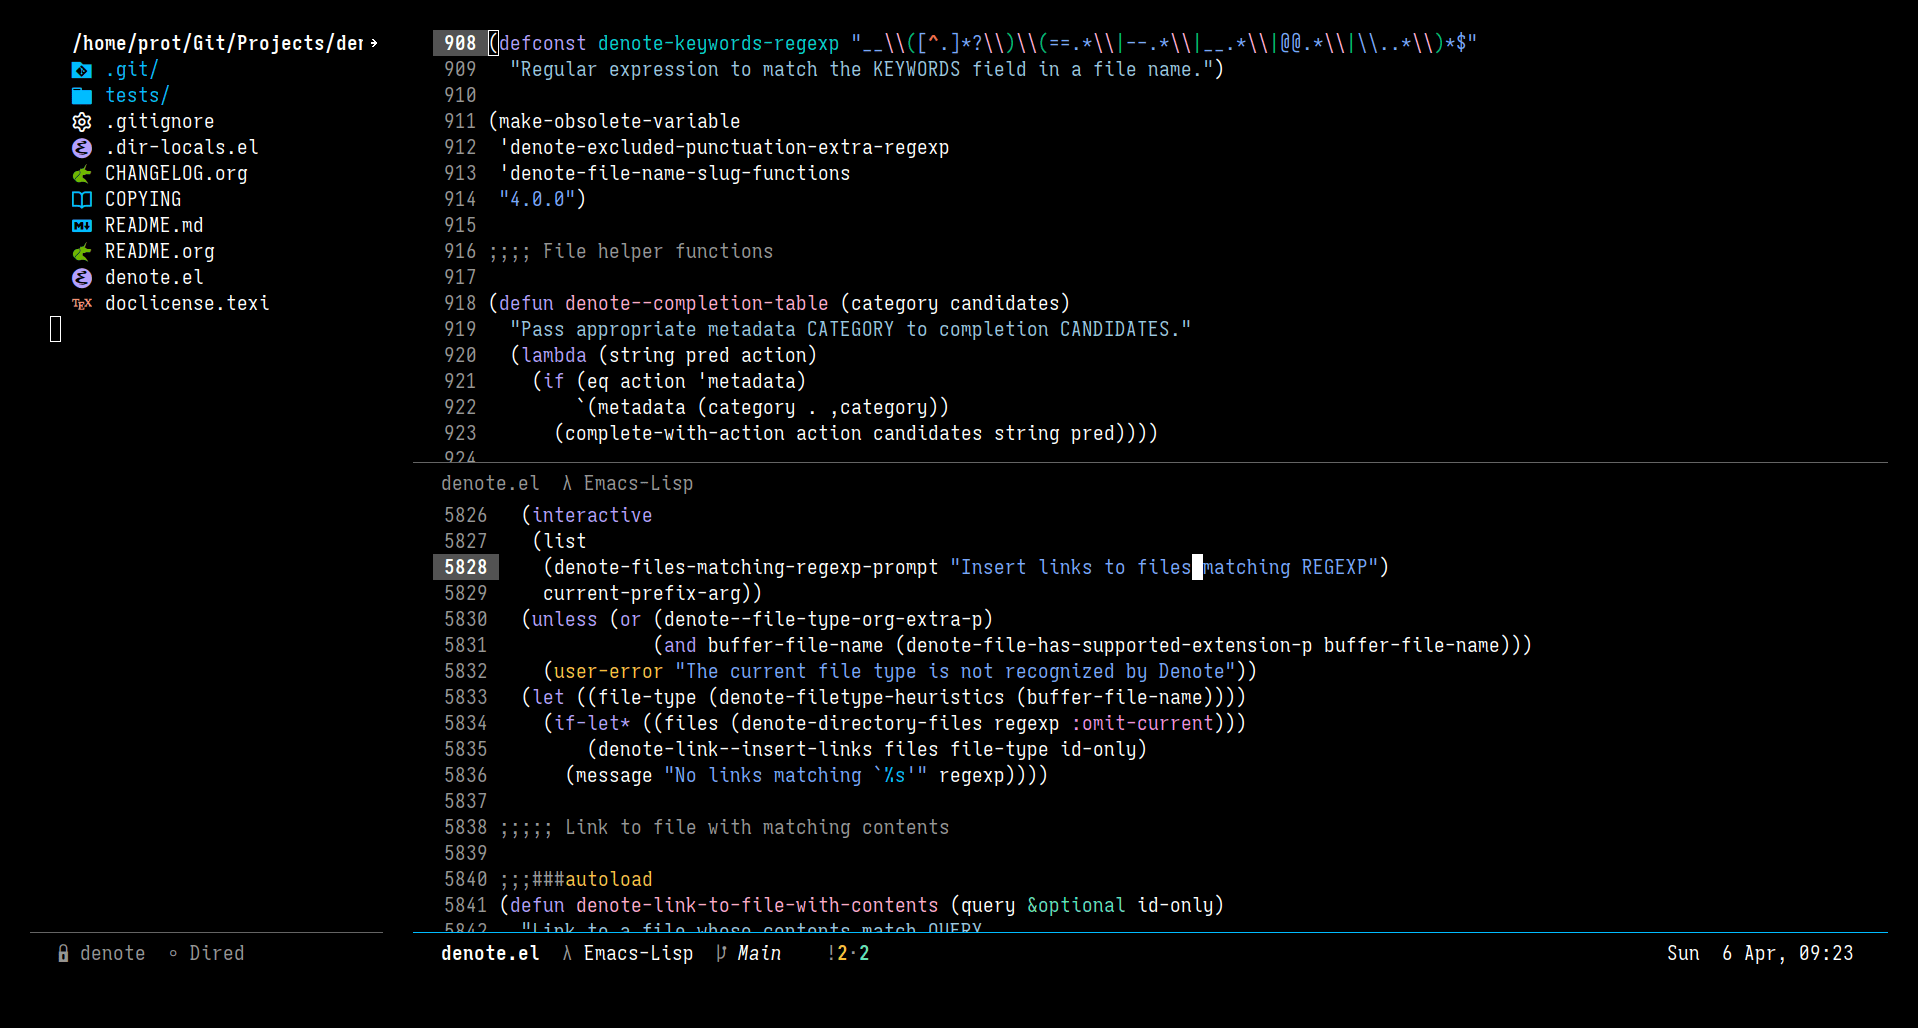 /home/prot/Git/Projects/der
.git/
tests/
.gitignore
.dir-locals.el
CHANGELOG.org
COPYING
README.md
README.org
denote.el
doclicense.texi
denote ◦ Dired
908 (defconst denote-keywords-regexp "__\\([^.]*?\\)\\(==.*\\|--.*\\|__.*\\|@@.*\\|\\..*\\)*$"
909   "Regular expression to match the KEYWORDS field in a file name.")
910
911 (make-obsolete-variable
912  'denote-excluded-punctuation-extra-regexp
913  'denote-file-name-slug-functions
914  "4.0.0")
915
916 ;;;; File helper functions
917
918 (defun denote--completion-table (category candidates)
919   "Pass appropriate metadata CATEGORY to completion CANDIDATES."
920   (lambda (string pred action)
921     (if (eq action 'metadata)
922         `(metadata (category . ,category))
923       (complete-with-action action candidates string pred))))
924
denote.el λ Emacs-Lisp
5826   (interactive
5827    (list
5828     (denote-files-matching-regexp-prompt "Insert links to files matching REGEXP")
5829     current-prefix-arg))
5830   (unless (or (denote--file-type-org-extra-p)
5831               (and buffer-file-name (denote-file-has-supported-extension-p buffer-file-name)))
5832     (user-error "The current file type is not recognized by Denote"))
5833   (let ((file-type (denote-filetype-heuristics (buffer-file-name))))
5834     (if-let* ((files (denote-directory-files regexp :omit-current)))
5835         (denote-link--insert-links files file-type id-only)
5836       (message "No links matching `%s'" regexp))))
5837
5838 ;;;;; Link to file with matching contents
5839
5840 ;;;###autoload
5841 (defun denote-link-to-file-with-contents (query &optional id-only)
5842   "Link to a file whose contents match QUERY.
denote.el λ Emacs-Lisp Main !2·2 Sun  6 Apr, 09:23